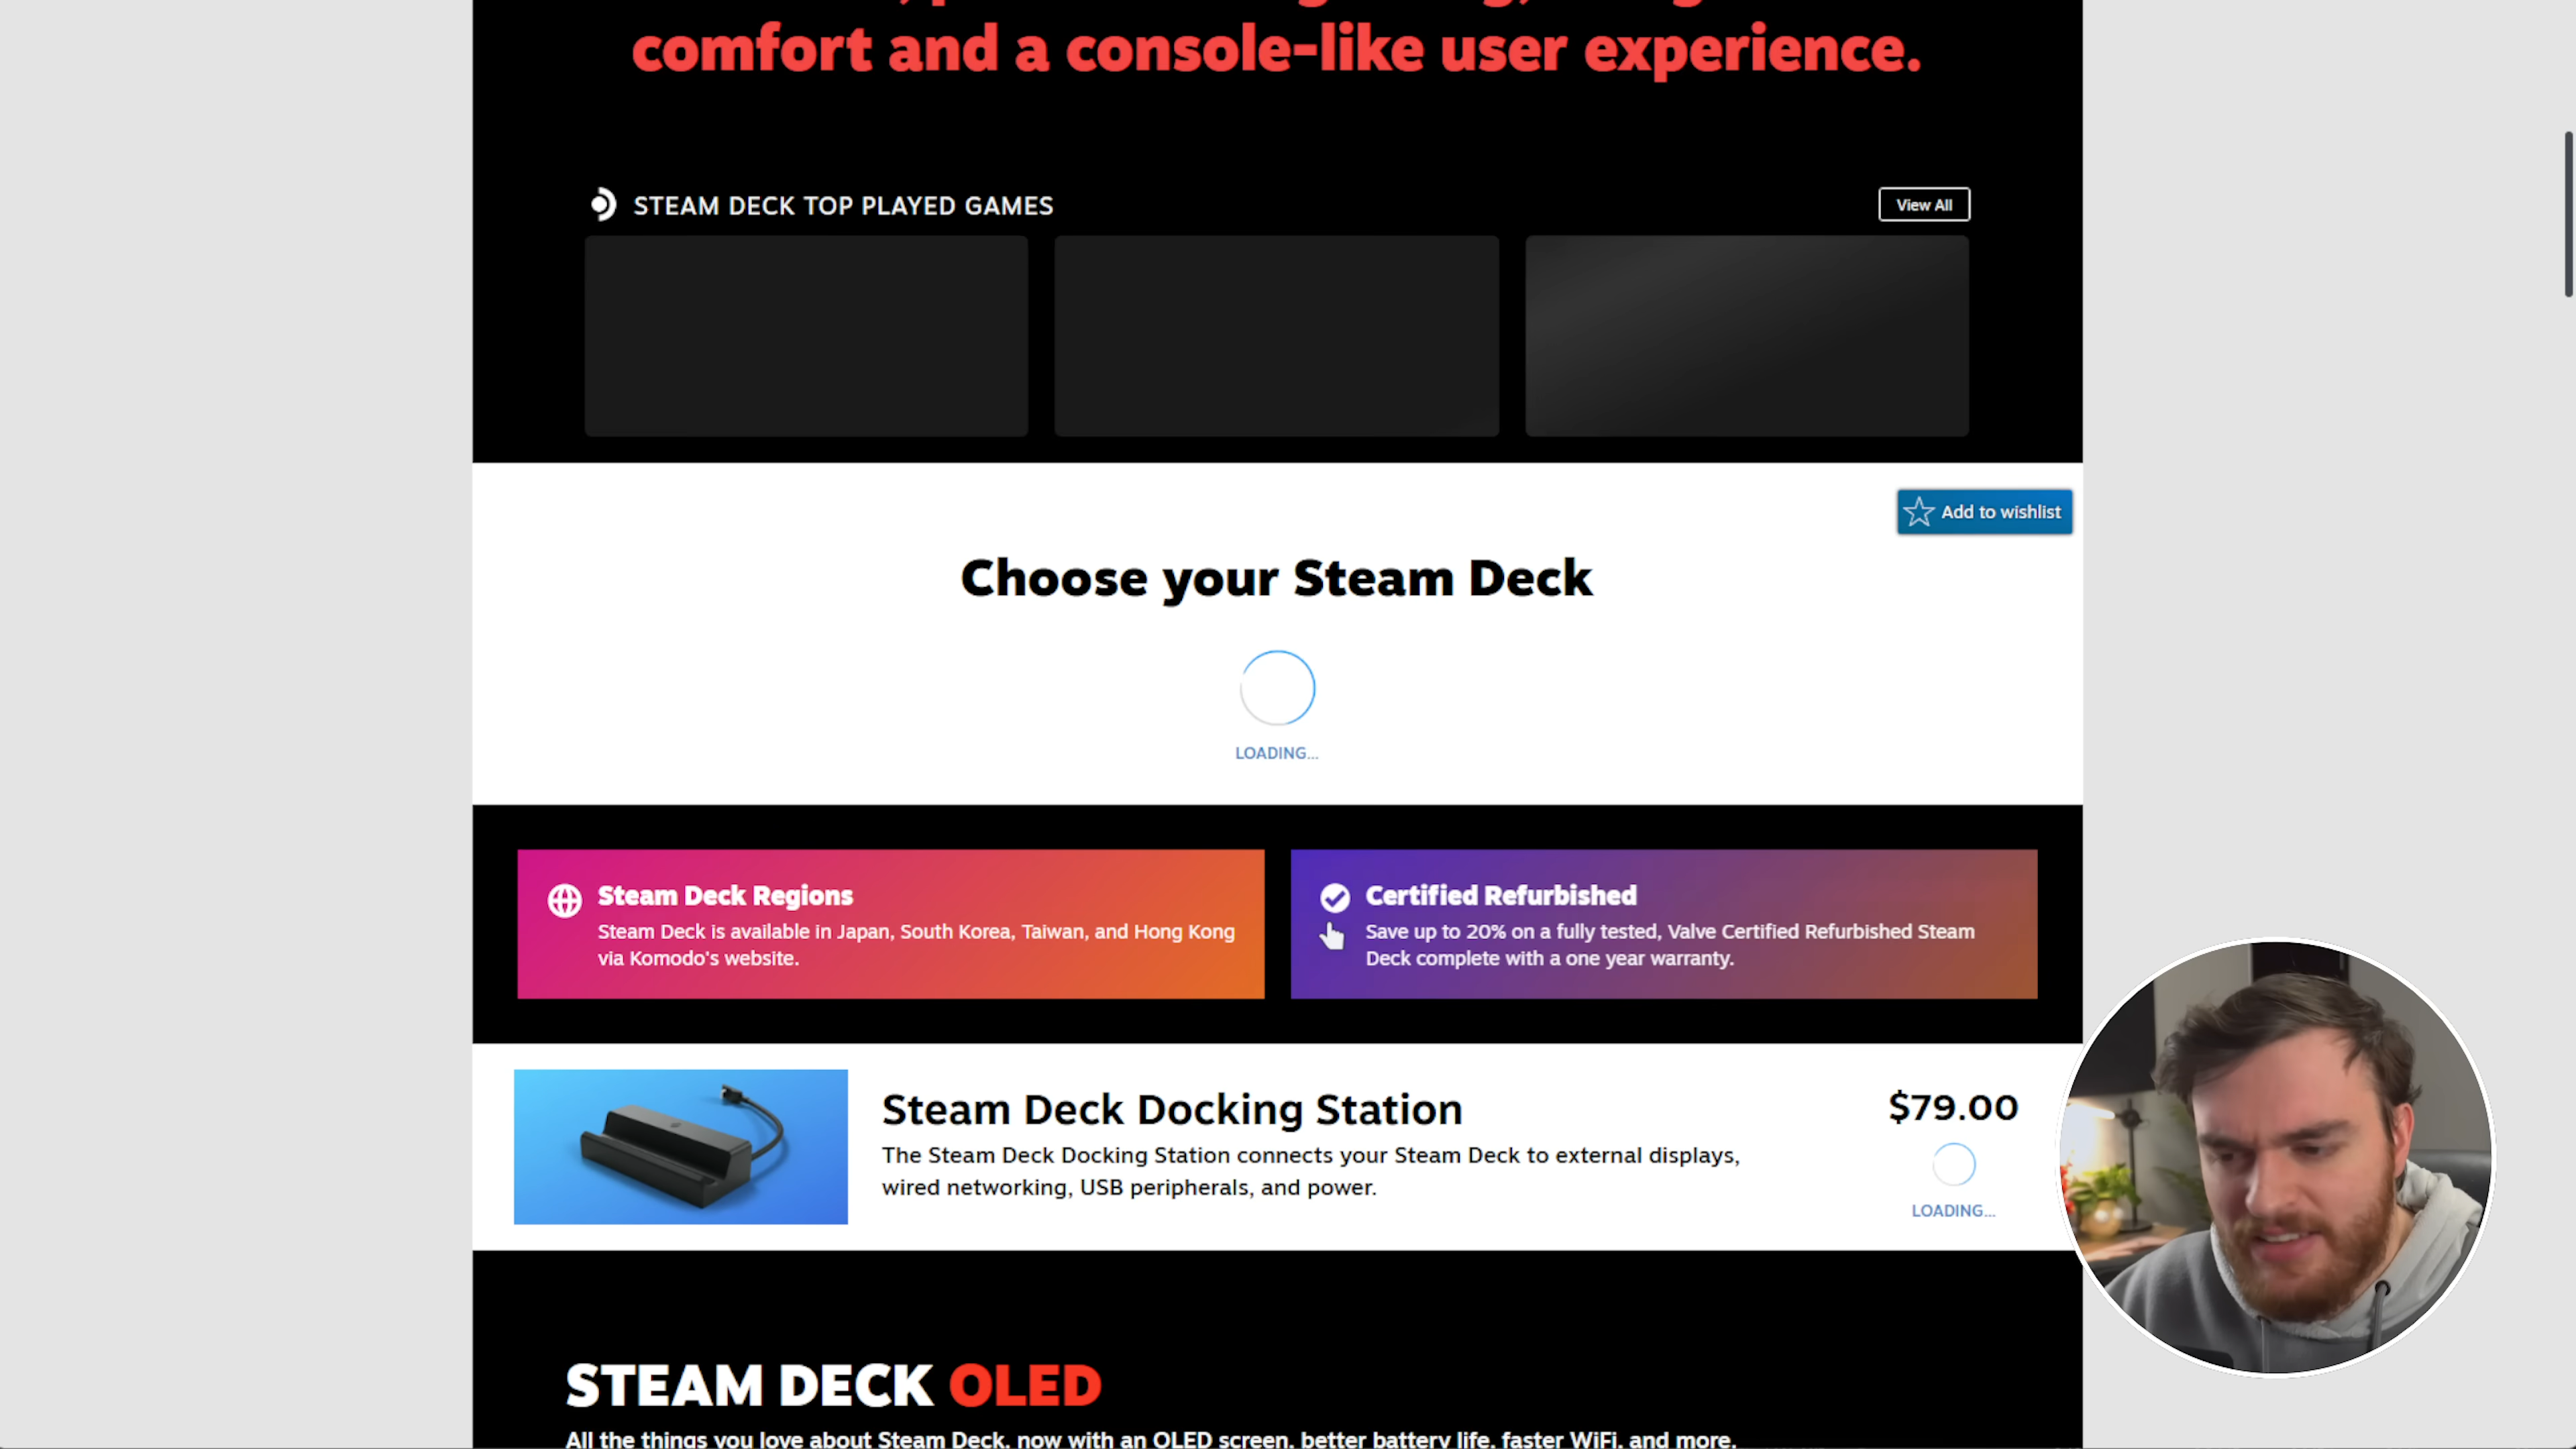 comfort and a console-like user experience.
STEAM DECK TOP PLAYED GAMES
View All
Add to wishlist
Choose your Steam Deck
LOADING...
Steam Deck Regions
Steam Deck is available in Japan, South Korea, Taiwan, and Hong Kong
via Komodo's website.
Certified Refurbished
Save up to 20% on a fully tested, Valve Certified Refurbished Steam
Deck complete with a one year warranty.
Steam Deck Docking Station
$79.00
The Steam Deck Docking Station connects your Steam Deck to external displays,
wired networking, USB peripherals, and power.
LOADING...
STEAM DECK OLED
All the things you love about Steam Deck, now with an OLED screen, better battery life, faster WiFi, and more.